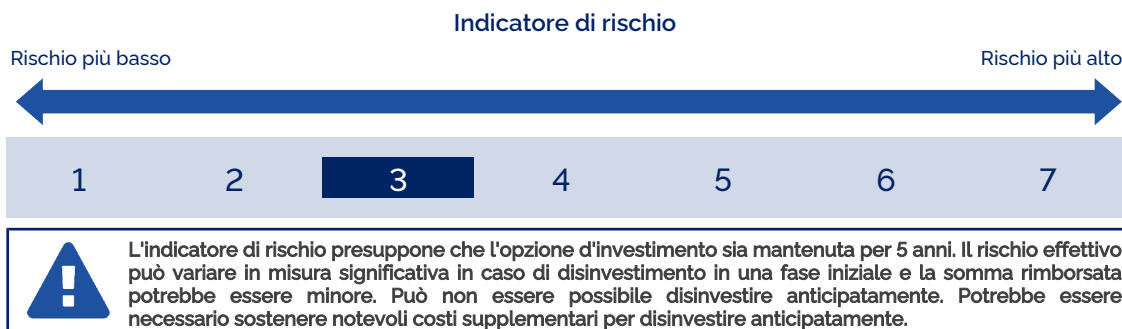 Indicatore di rischio
Rischio più basso
Rischio più alto
1 2 3 4 5 6 7
L'indicatore di rischio presuppone che l'opzione d'investimento sia mantenuta per 5 anni. Il rischio effettivo
può variare in misura significativa in caso di disinvestimento in una fase iniziale e la somma rimborsata
potrebbe essere minore. Può non essere possibile disinvestire anticipatamente. Potrebbe essere
necessario sostenere notevoli costi supplementari per disinvestire anticipatamente.